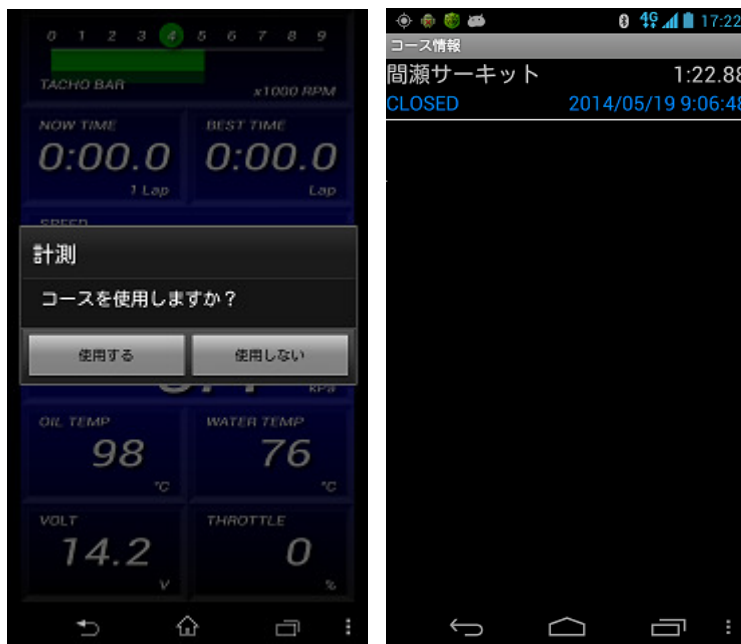 0 1 2 3 4 5 6 7 8 9
TACHO BAR
x1000 RPM
NOW TIME
BEST TIME
0:00.0
0:00.0
1 Lap
Lap
SPEED
計測
コースを使用しますか？
使用する
使用しない
kPa
OIL TEMP
WATER TEMP
98
76
°C
°C
VOLT
THROTTLE
14.2
0
V
%
4G 17:22
コース情報
間瀬サーキット 1:22.88
CLOSED 2014/05/19 9:06:48